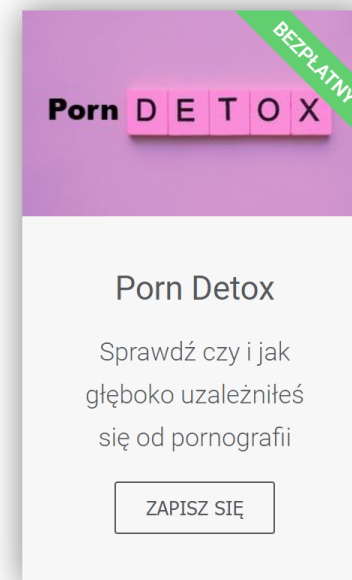 BEZPŁATNY
Porn DETOX
Porn Detox
Sprawdź czy i jak
głęboko uzależniłeś
się od pornografii
ZAPISZ SIĘ